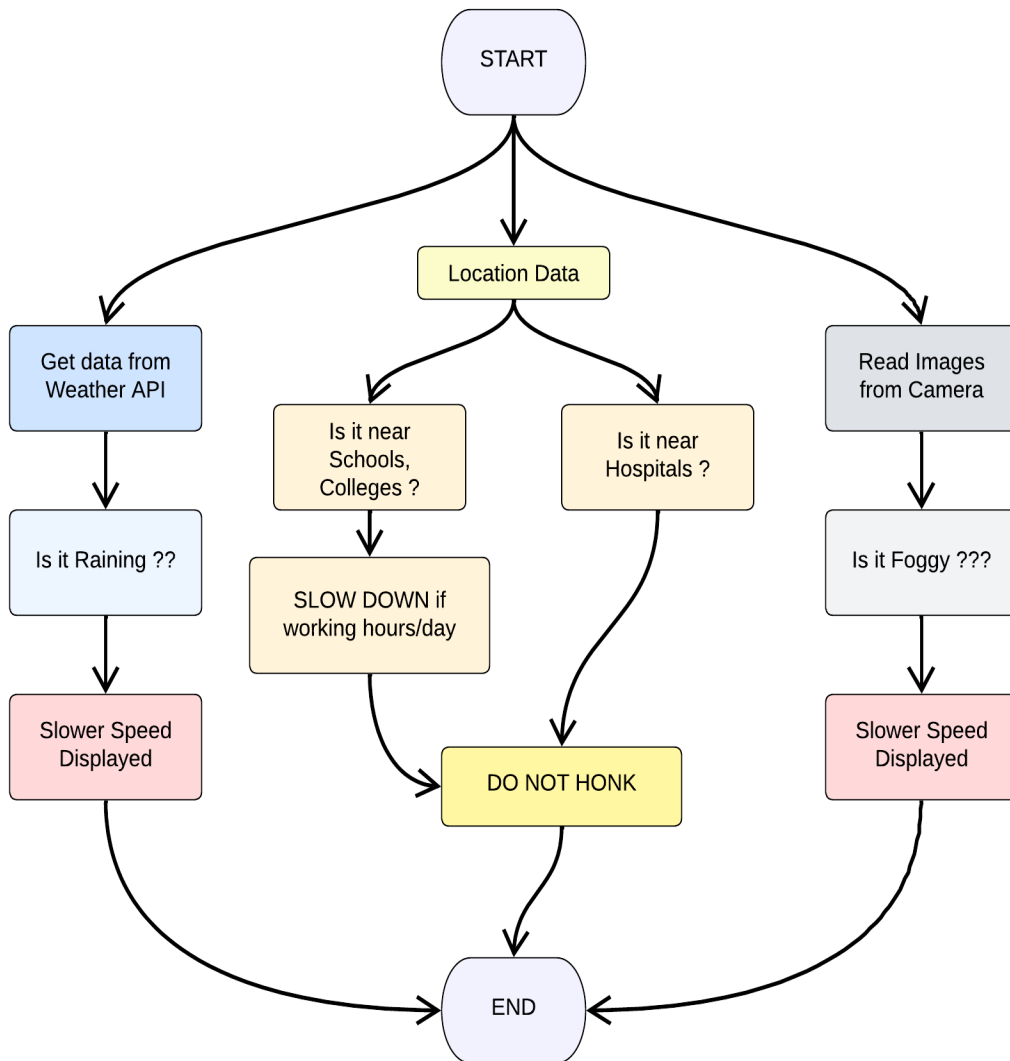 START
Location Data
Get data from
Weather API
Read Images
from Camera
Is it near
Schools,
Colleges ?
Is it near
Hospitals ?
Is it Raining ??
Is it Foggy ???
SLOW DOWN if
working hours/day
Slower Speed
Displayed
DO NOT HONK
Slower Speed
Displayed
END